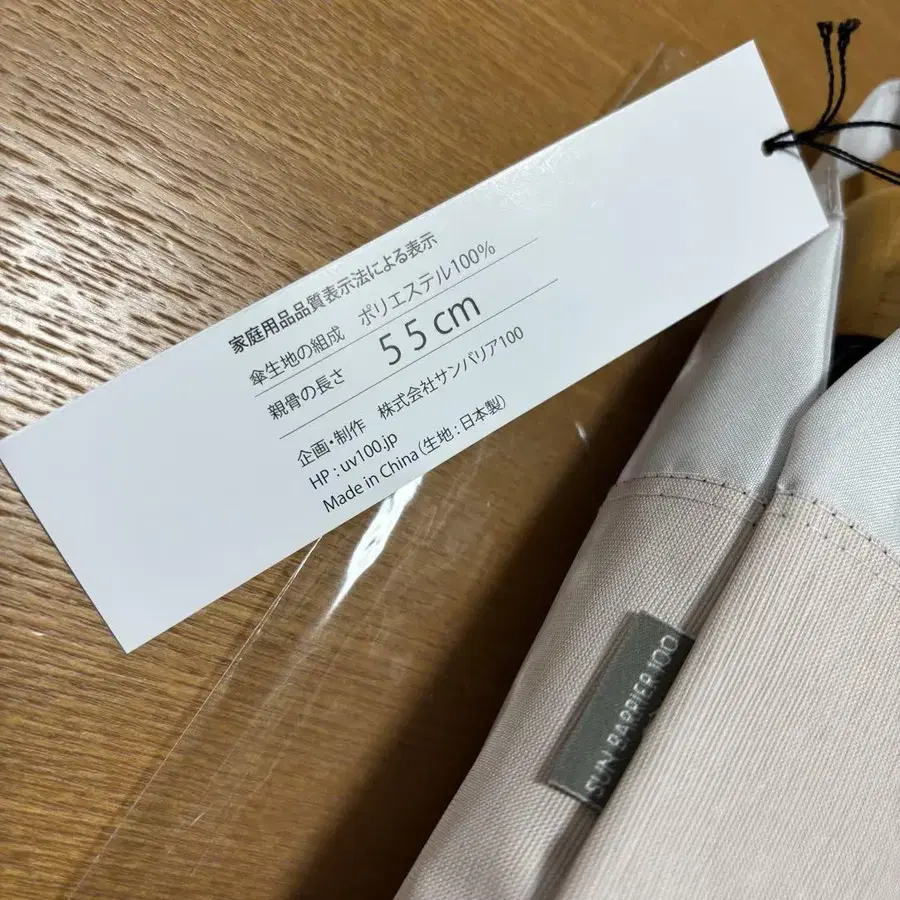 家庭用品品質表示法による表示
傘生地の組成 ポリエステル100%
親骨の長さ 55cm
企画・制作 株式会社サンバリア100
HP : uv100.jp
Made in China (生地 : 日本製)
SUN BARRIER 100